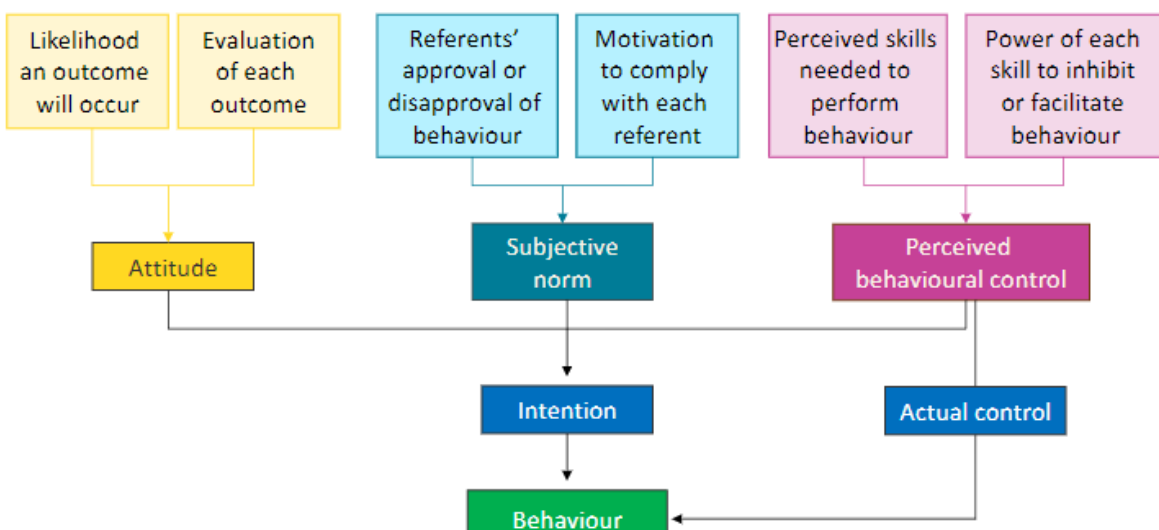 Likelihood
an outcome
will occur
Evaluation
of each
outcome
Referents’
approval or
disapproval of
behaviour
Motivation
to comply
with each
referent
Perceived skills
needed to
perform
behaviour
Power of each
skill to inhibit
or facilitate
behaviour
Attitude
Subjective
norm
Perceived
behavioural control
Intention
Actual control
Behaviour